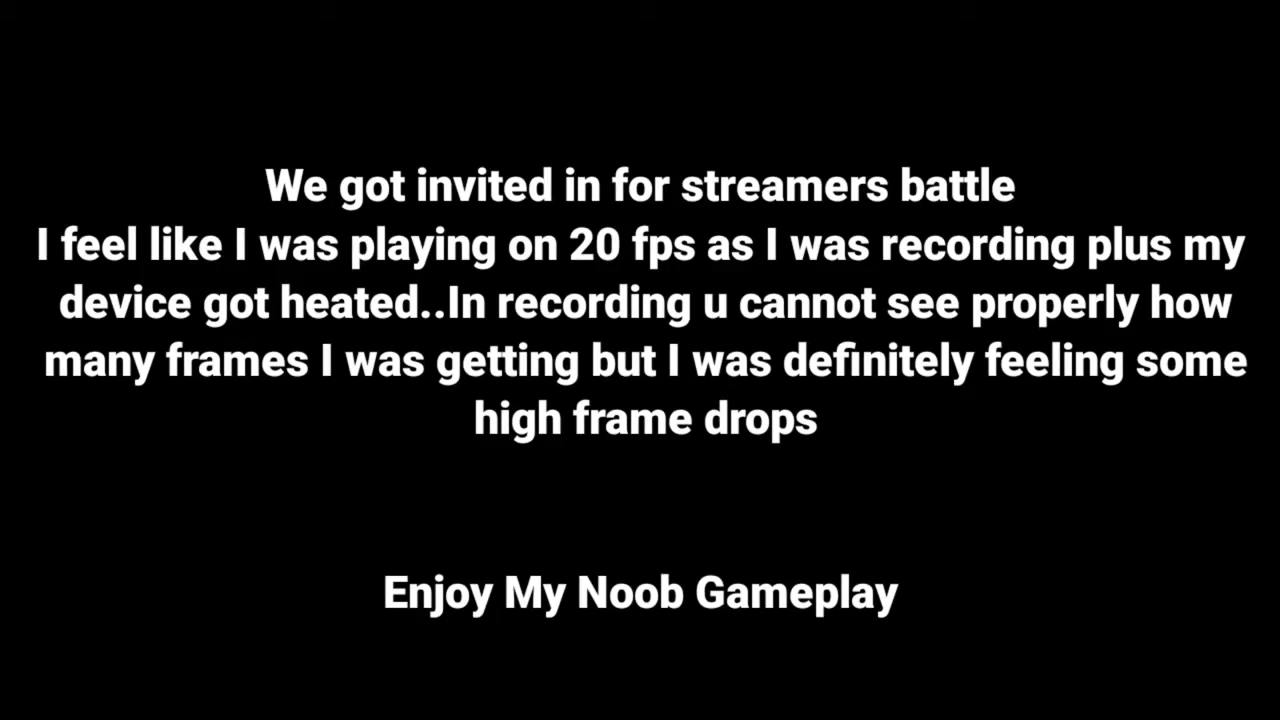 We got invited in for streamers battle
I feel like I was playing on 20 fps as I was recording plus my
device got heated..In recording u cannot see properly how
many frames I was getting but I was definitely feeling some
high frame drops
Enjoy My Noob Gameplay